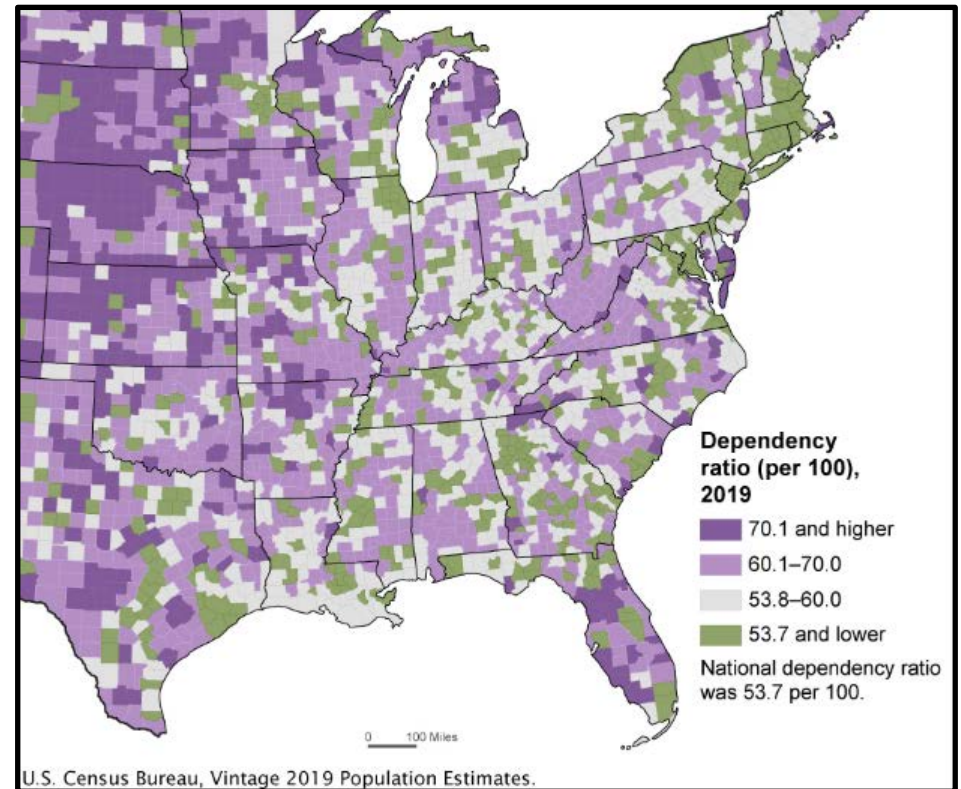 Dependency
ratio (per 100),
2019
70.1 and higher
60.1–70.0
53.8–60.0
53.7 and lower
National dependency ratio
was 53.7 per 100.
0 100 Miles
U.S. Census Bureau, Vintage 2019 Population Estimates.